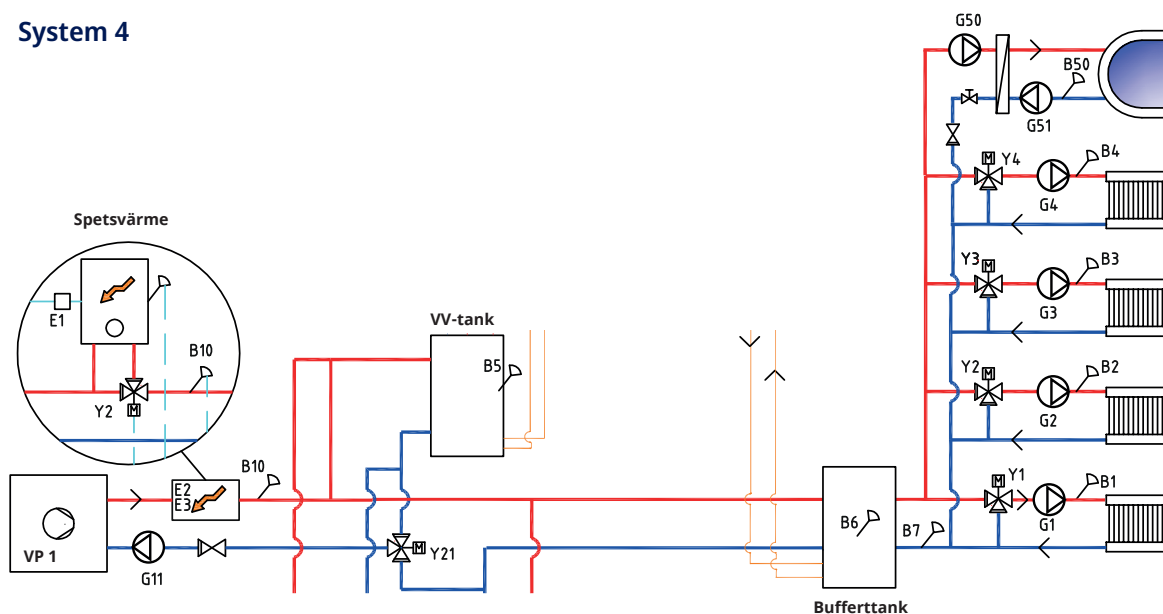 System 4
G50
B50
G51
Y4
B4
G4
Spetsvärme
Y3
B3
G3
E1
VV-tank
B10
B5
Y2
Y2
M
B2
G2
M
M
M
B10
E2
E3
Y1
B1
M
G1
B6
B7
VP 1
G11
M
Y21
Bufferttank